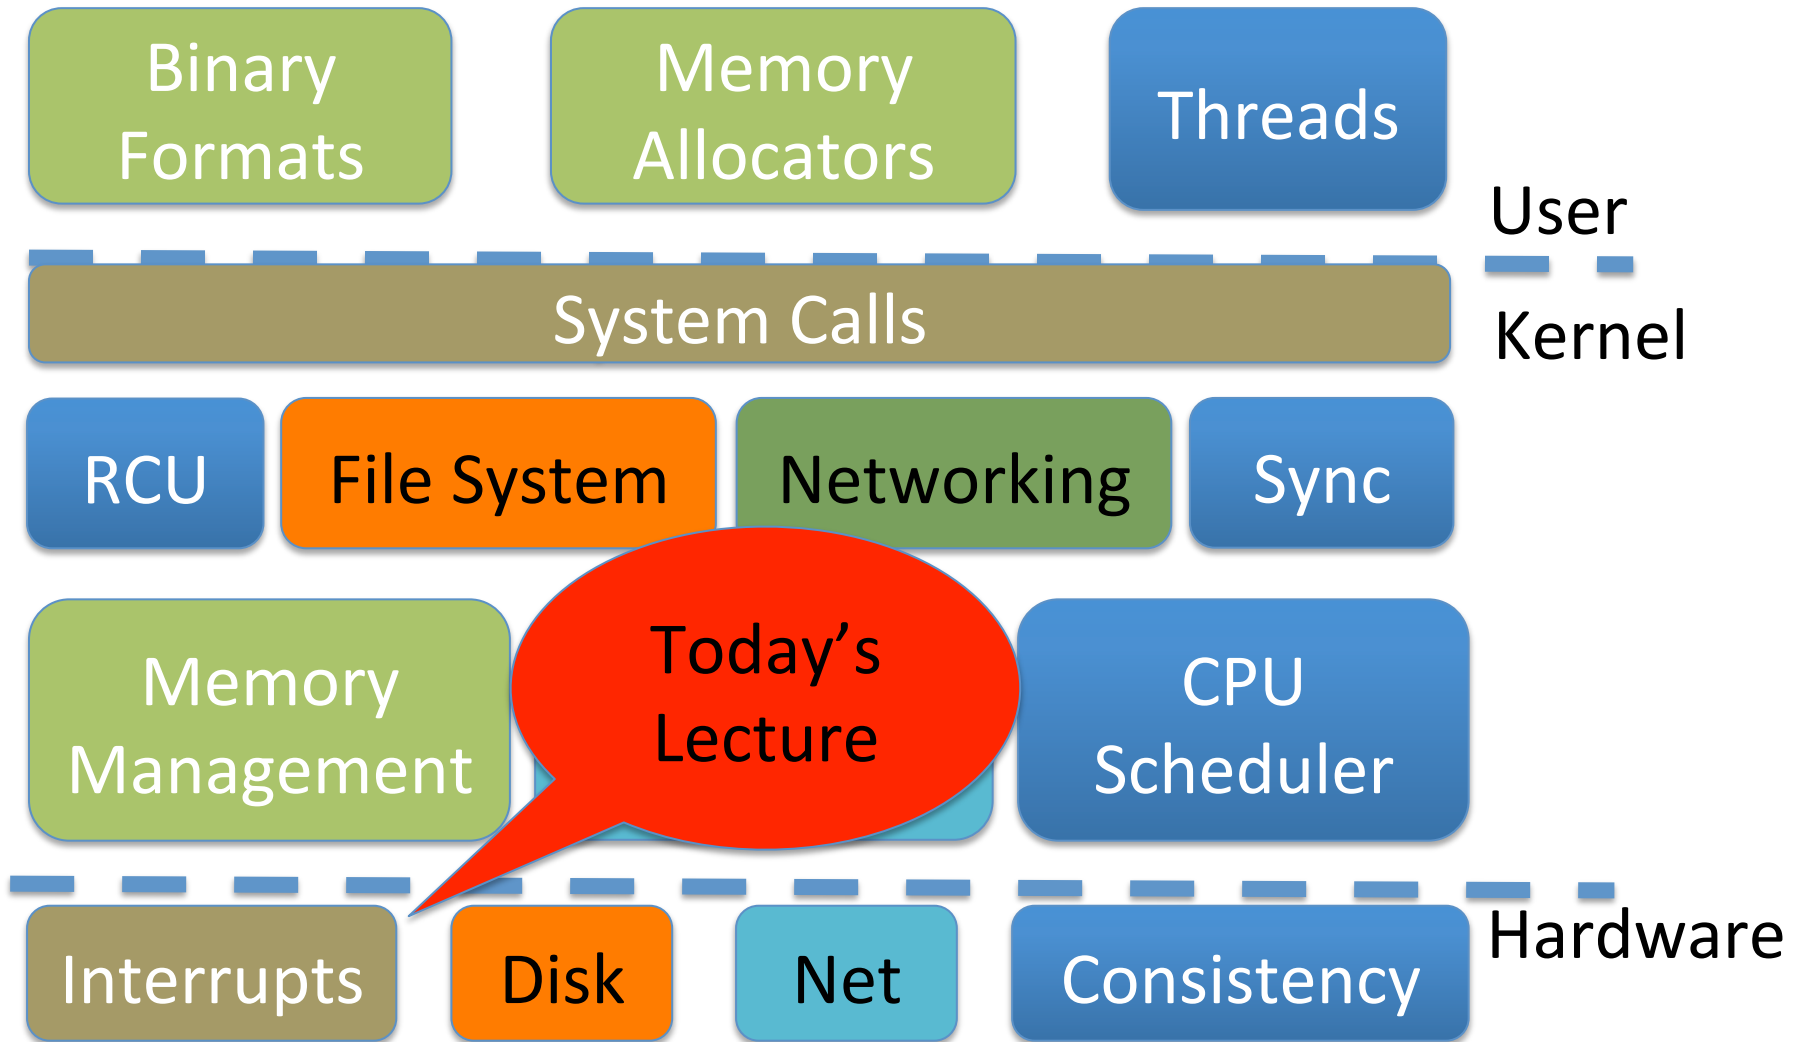 Binary
Formats
Memory
Allocators
Threads
User
System Calls
Kernel
RCU
File System
Networking
Sync
Memory
Management
Today’s
Lecture
CPU
Scheduler
Hardware
Interrupts
Disk
Net
Consistency